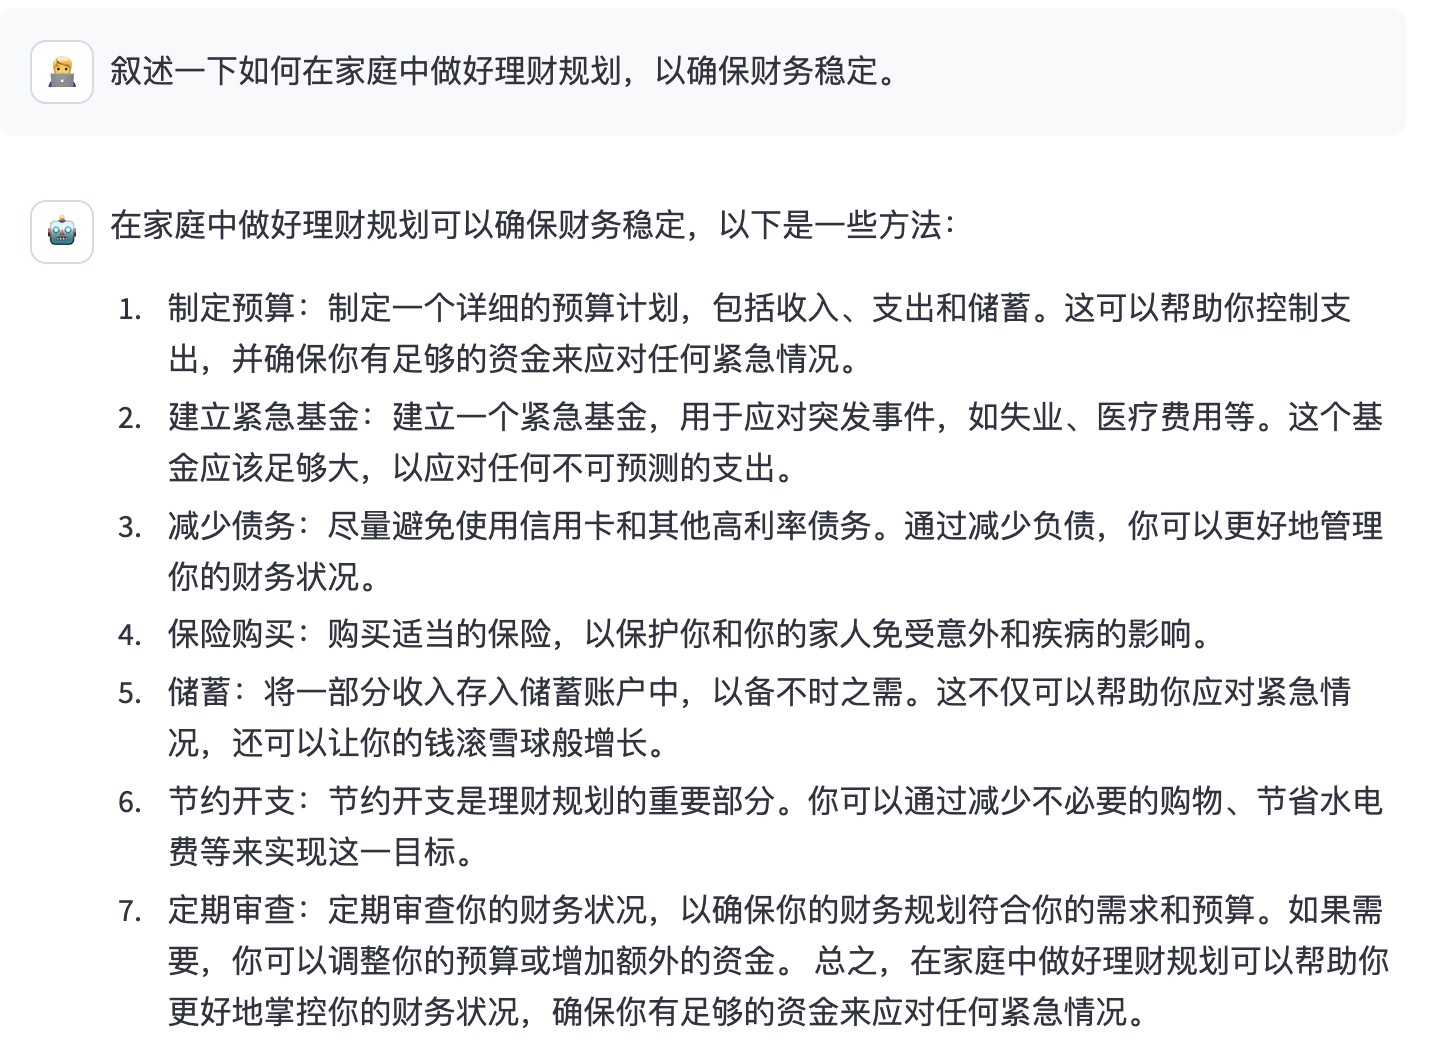 叙述一下如何在家庭中做好理财规划，以确保财务稳定。
在家庭中做好理财规划可以确保财务稳定，以下是一些方法：
1. 制定预算：制定一个详细的预算计划，包括收入、支出和储蓄。这可以帮助你控制支
出，并确保你有足够的资金来应对任何紧急情况。
2. 建立紧急基金：建立一个紧急基金，用于应对突发事件，如失业、医疗费用等。这个基
金应该足够大，以应对任何不可预测的支出。
3. 减少债务：尽量避免使用信用卡和其他高利率债务。通过减少负债，你可以更好地管理
你的财务状况。
4. 保险购买：购买适当的保险，以保护你和你的家人免受意外和疾病的影响。
5. 储蓄：将一部分收入存入储蓄账户中，以备不时之需。这不仅可以帮助你应对紧急情
况，还可以让你的钱滚雪球般增长。
6. 节约开支：节约开支是理财规划的重要部分。你可以通过减少不必要的购物、节省水电
费等来实现这一目标。
7. 定期审查：定期审查你的财务状况，以确保你的财务规划符合你的需求和预算。如果需
要，你可以调整你的预算或增加额外的资金。 总之，在家庭中做好理财规划可以帮助你
更好地掌控你的财务状况，确保你有足够的资金来应对任何紧急情况。